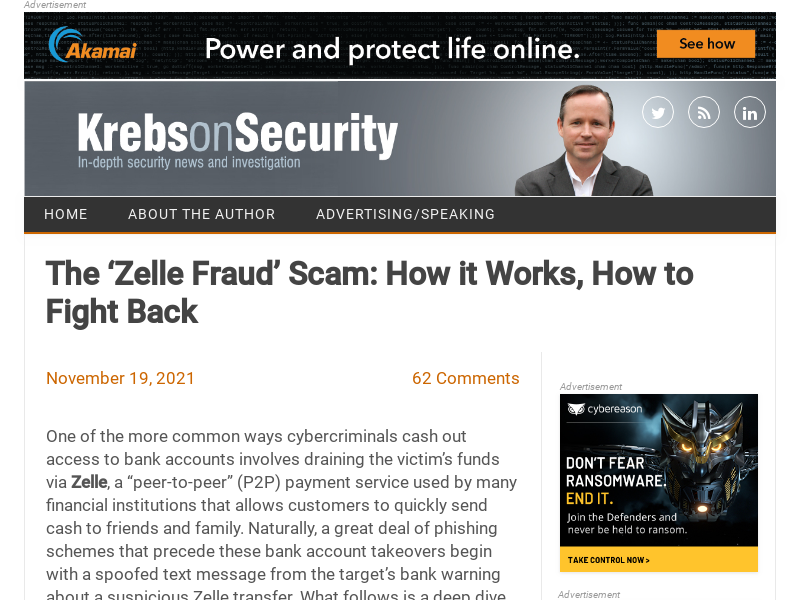 Advertisement
Akamai
Power and protect life online.
See how
KrebsonSecurity
In-depth security news and investigation
HOME
ABOUT THE AUTHOR
ADVERTISING/SPEAKING
The ‘Zelle Fraud’ Scam: How it Works, How to
Fight Back
November 19, 2021
62 Comments
One of the more common ways cybercriminals cash out
access to bank accounts involves draining the victim’s funds
via Zelle, a “peer-to-peer” (P2P) payment service used by many
financial institutions that allows customers to quickly send
cash to friends and family. Naturally, a great deal of phishing
schemes that precede these bank account takeovers begin
with a spoofed text message from the target’s bank warning
about a suspicious Zelle transfer. What follows is a deep dive
Advertisement
cybereason
DON’T FEAR
RANSOMWARE.
END IT.
Join the Defenders and
never be held to ransom.
TAKE CONTROL NOW >
Advertisement